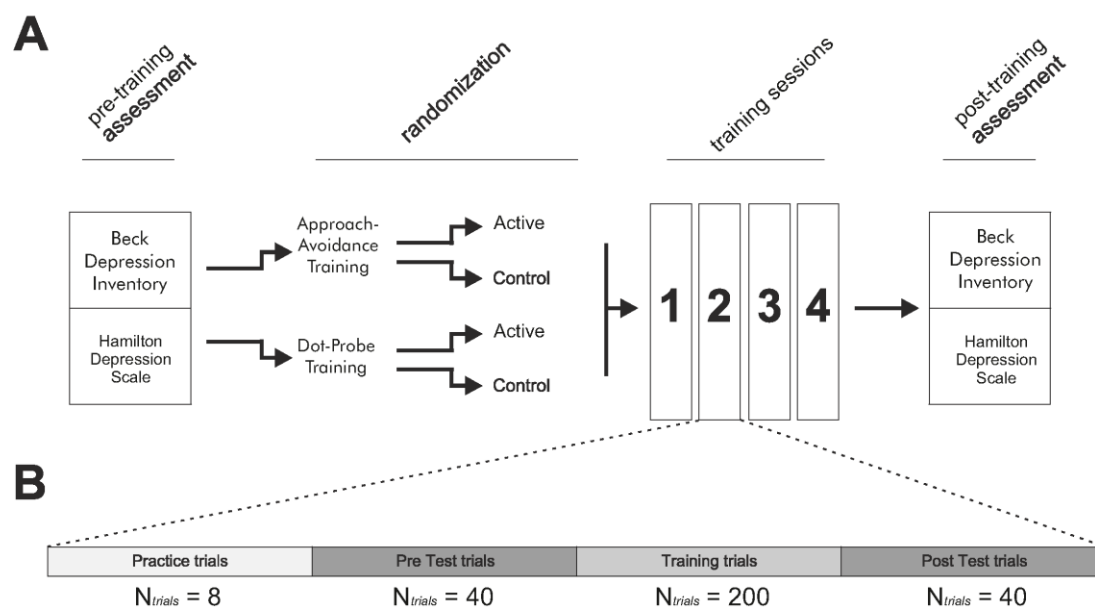 A
pre-training
assessment
randomization
training sessions
post-training
assessment
Beck
Depression
Inventory
Hamilton
Depression
Scale
Approach-
Avoidance
Training
Active
Control
Dot-Probe
Training
Active
Control
1 2 3 4
Beck
Depression
Inventory
Hamilton
Depression
Scale
B
Practice trials
Pre Test trials
Training trials
Post Test trials
Ntrials = 8
Ntrials = 40
Ntrials = 200
Ntrials = 40